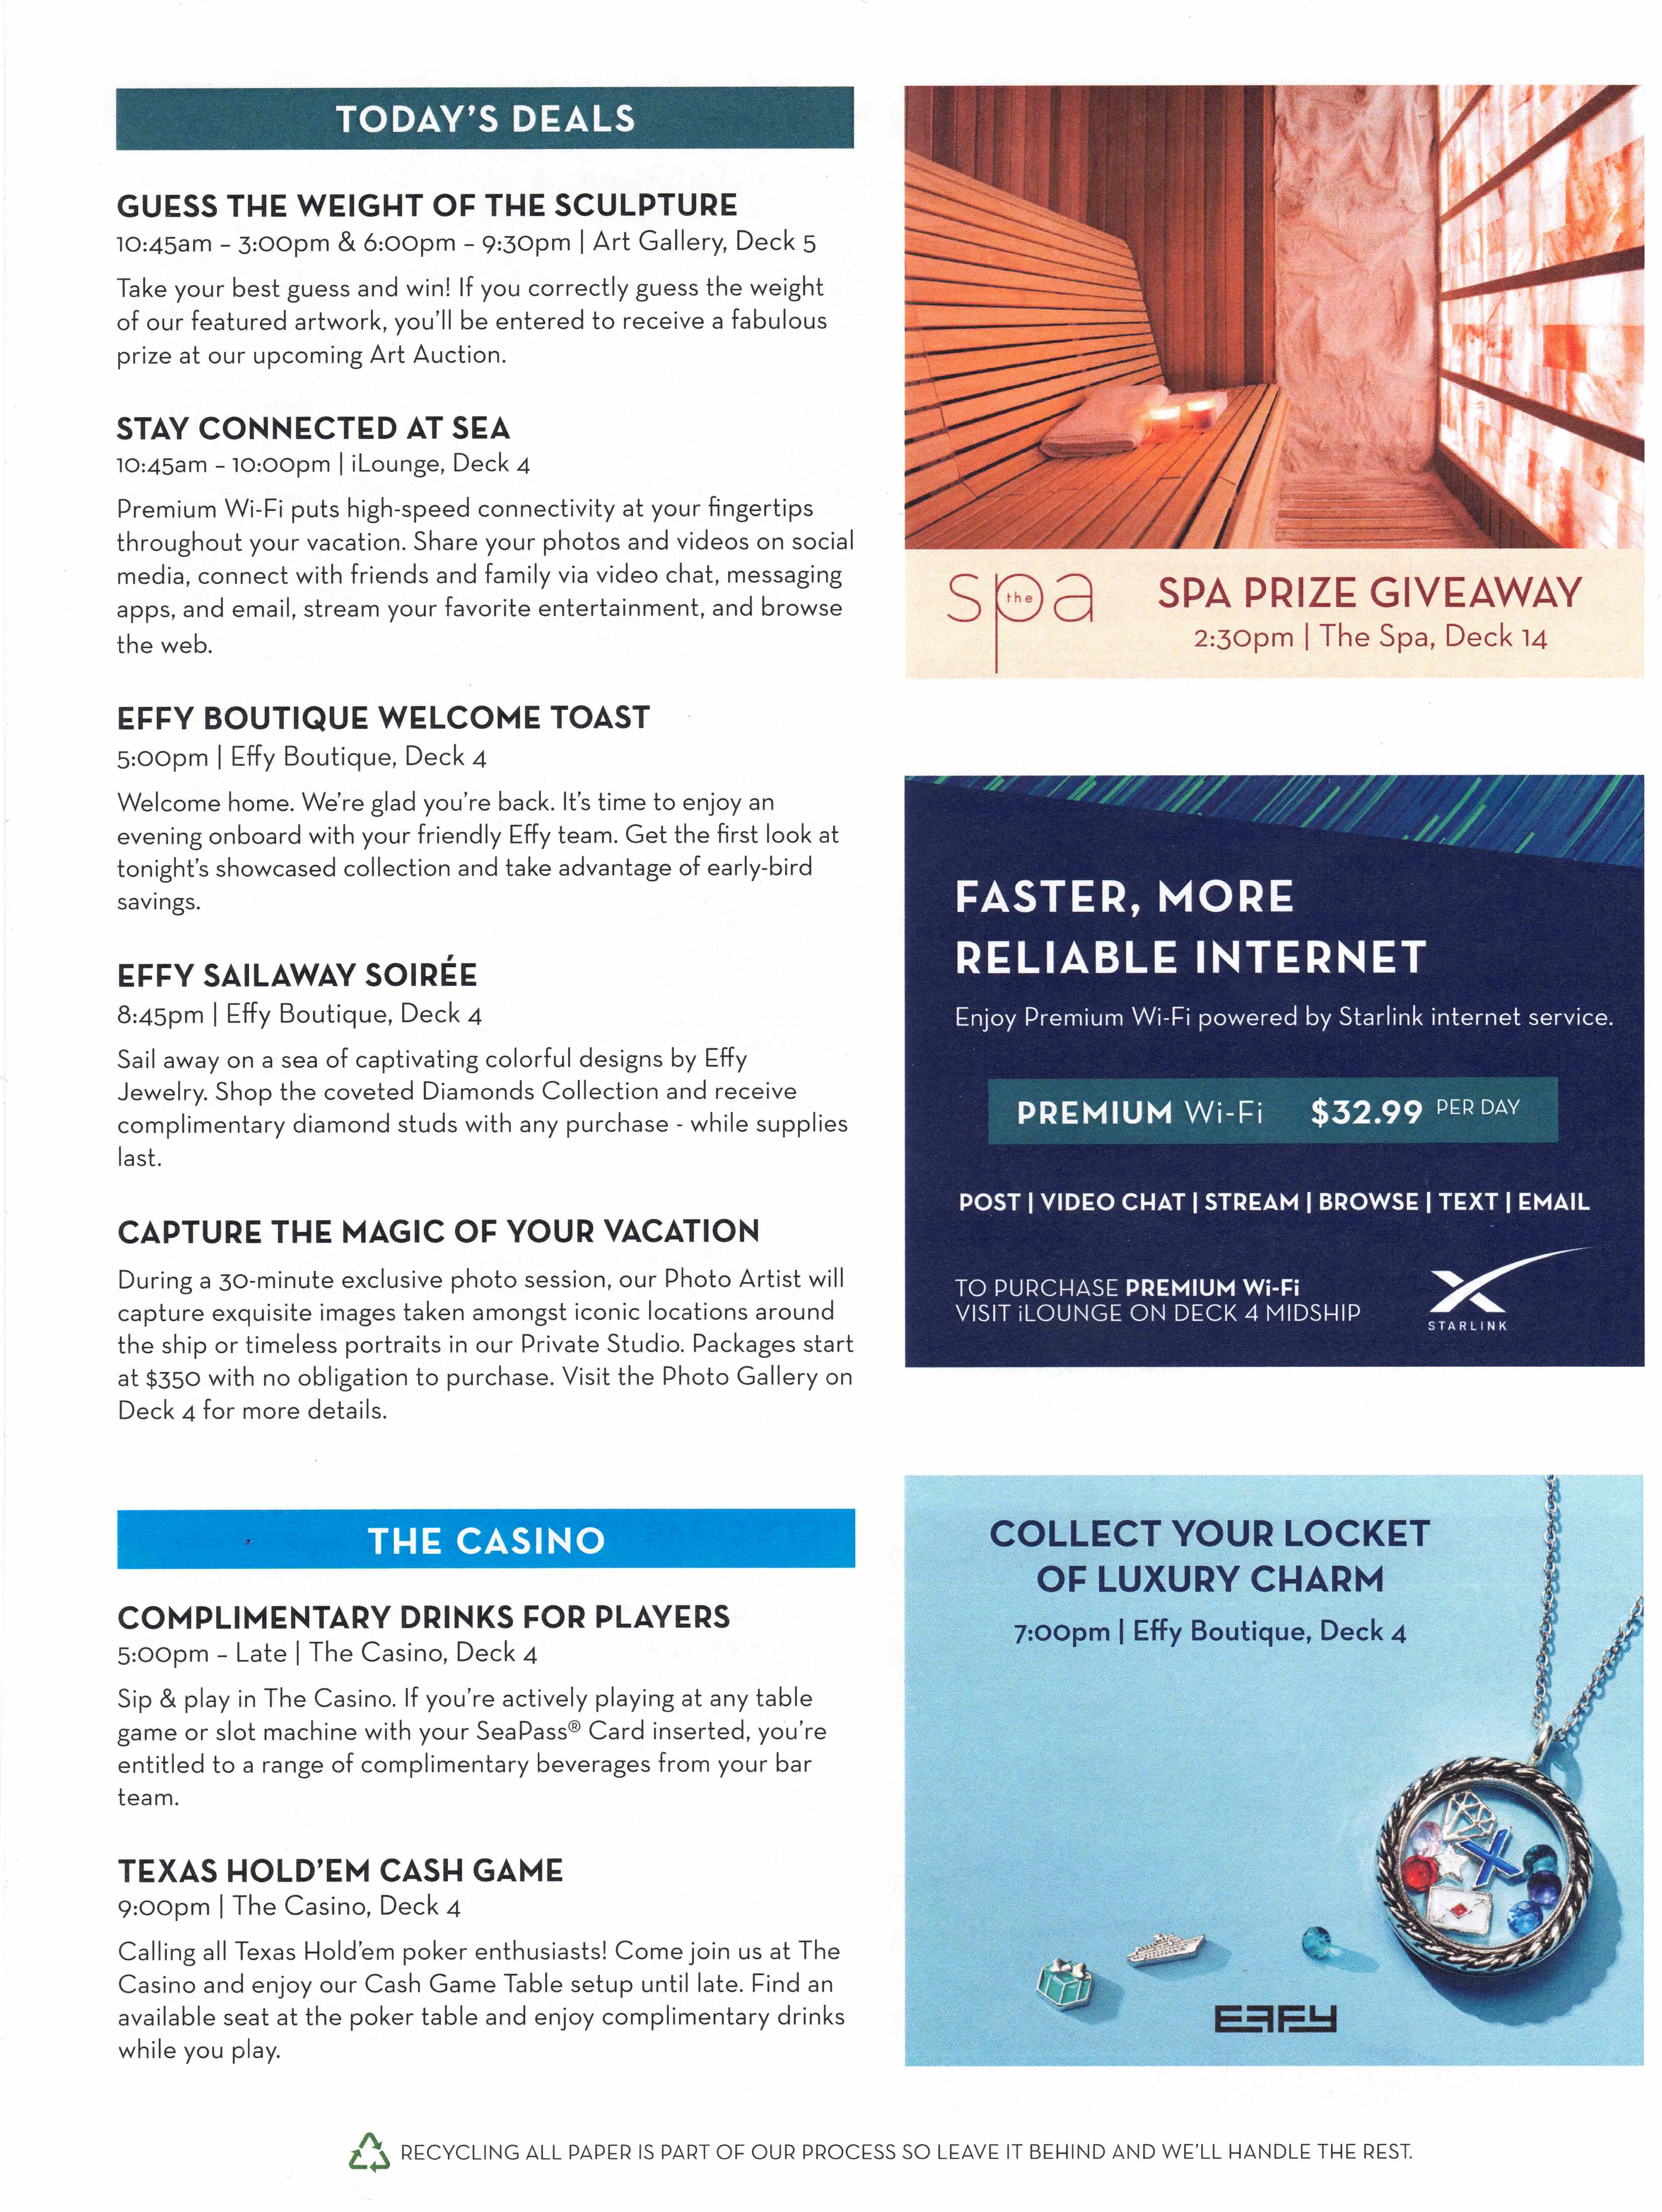 TODAY'S DEALS
GUESS THE WEIGHT OF THE SCULPTURE
10:45am – 3:00pm & 6:00pm – 9:30pm | Art Gallery, Deck 5
Take your best guess and win! If you correctly guess the weight
of our featured artwork, you'll be entered to receive a fabulous
prize at our upcoming Art Auction.
STAY CONNECTED AT SEA
10:45am – 10:00pm | iLounge, Deck 4
Premium Wi-Fi puts high-speed connectivity at your fingertips
throughout your vacation. Share your photos and videos on social
media, connect with friends and family via video chat, messaging
apps, and email, stream your favorite entertainment, and browse
the web.
EFFY BOUTIQUE WELCOME TOAST
5:00pm | Effy Boutique, Deck 4
Welcome home. We're glad you're back. It's time to enjoy an
evening onboard with your friendly Effy team. Get the first look at
tonight's showcased collection and take advantage of early-bird
savings.
EFFY SAILAWAY SOIRÉE
8:45pm | Effy Boutique, Deck 4
Sail away on a sea of captivating colorful designs by Effy
Jewelry. Shop the coveted Diamonds Collection and receive
complimentary diamond studs with any purchase - while supplies
last.
CAPTURE THE MAGIC OF YOUR VACATION
During a 30-minute exclusive photo session, our Photo Artist will
capture exquisite images taken amongst iconic locations around
the ship or timeless portraits in our Private Studio. Packages start
at $350 with no obligation to purchase. Visit the Photo Gallery on
Deck 4 for more details.
THE CASINO
COMPLIMENTARY DRINKS FOR PLAYERS
5:00pm – Late | The Casino, Deck 4
Sip & play in The Casino. If you're actively playing at any table
game or slot machine with your SeaPass® Card inserted, you're
entitled to a range of complimentary beverages from your bar
team.
TEXAS HOLD'EM CASH GAME
9:00pm | The Casino, Deck 4
Calling all Texas Hold'em poker enthusiasts! Come join us at The
Casino and enjoy our Cash Game Table setup until late. Find an
available seat at the poker table and enjoy complimentary drinks
while you play.
the spa
SPA PRIZE GIVEAWAY
2:30pm | The Spa, Deck 14
FASTER, MORE
RELIABLE INTERNET
Enjoy Premium Wi-Fi powered by Starlink internet service.
PREMIUM Wi-Fi $32.99 PER DAY
POST | VIDEO CHAT | STREAM | BROWSE | TEXT | EMAIL
TO PURCHASE PREMIUM Wi-Fi
VISIT iLOUNGE ON DECK 4 MIDSHIP
STARLINK
COLLECT YOUR LOCKET
OF LUXURY CHARM
7:00pm | Effy Boutique, Deck 4
EFFY
RECYCLING ALL PAPER IS PART OF OUR PROCESS SO LEAVE IT BEHIND AND WE'LL HANDLE THE REST.